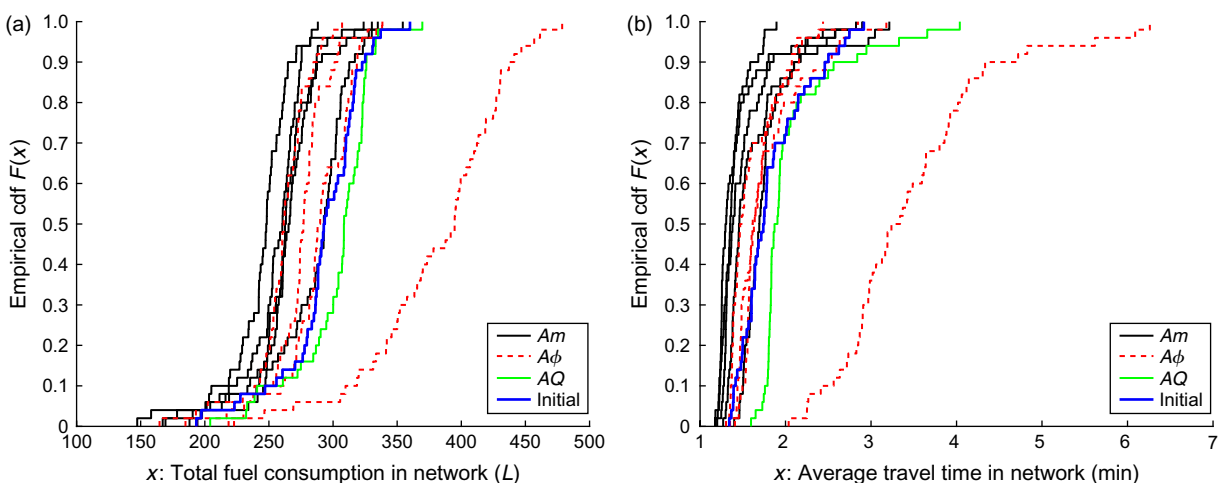 (a)
Empirical cdf F(x)
1.0
0.9
0.8
0.7
0.6
0.5
0.4
0.3
0.2
0.1
0
100 150 200 250 300 350 400 450 500
x: Total fuel consumption in network (L)
Am
Aϕ
AQ
Initial
(b)
Empirical cdf F(x)
1.0
0.9
0.8
0.7
0.6
0.5
0.4
0.3
0.2
0.1
0
1 2 3 4 5 6 7
x: Average travel time in network (min)
Am
Aϕ
AQ
Initial